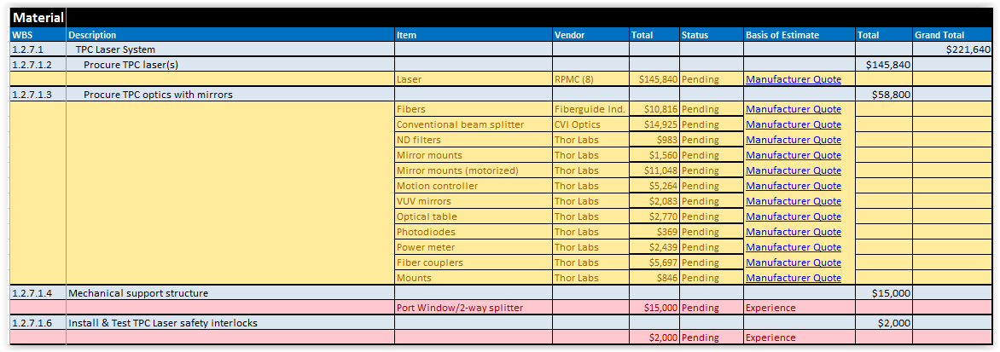 Material
WBS Description Item Vendor Total Status Basis of Estimate Total Grand Total
1.2.7.1 TPC Laser System $221,640
1.2.7.1.2 Procure TPC laser(s) $145,840
Laser RPMC (8) $145,840 Pending Manufacturer Quote
1.2.7.1.3 Procure TPC optics with mirrors $58,800
Fibers Fiberguide Ind. $10,816 Pending Manufacturer Quote
Conventional beam splitter CVI Optics $14,925 Pending Manufacturer Quote
ND filters Thor Labs $983 Pending Manufacturer Quote
Mirror mounts Thor Labs $1,560 Pending Manufacturer Quote
Mirror mounts (motorized) Thor Labs $11,048 Pending Manufacturer Quote
Motion controller Thor Labs $5,264 Pending Manufacturer Quote
VUV mirrors Thor Labs $2,083 Pending Manufacturer Quote
Optical table Thor Labs $2,770 Pending Manufacturer Quote
Photodiodes Thor Labs $369 Pending Manufacturer Quote
Power meter Thor Labs $2,439 Pending Manufacturer Quote
Fiber couplers Thor Labs $5,697 Pending Manufacturer Quote
Mounts Thor Labs $846 Pending Manufacturer Quote
1.2.7.1.4 Mechanical support structure $15,000
Port Window/2-way splitter $15,000 Pending Experience
1.2.7.1.6 Install & Test TPC Laser safety interlocks $2,000
$2,000 Pending Experience